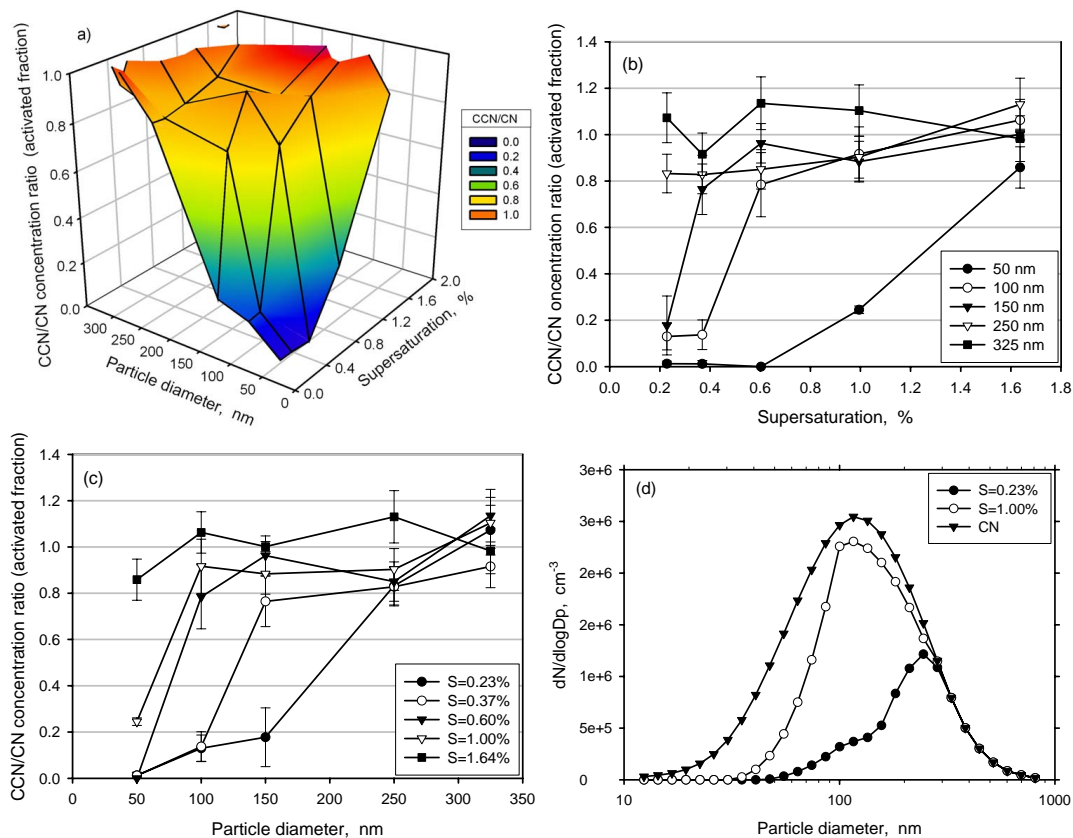 a)
CCN/CN concentration ratio (activated fraction)
1.0
0.8
0.6
0.4
0.2
0.0
300
250
200
150
100
50
0
Particle diameter, nm
0.0
0.4
0.8
1.2
1.6
2.0
Supersaturation, %
CCN/CN
0.0
0.2
0.4
0.6
0.8
1.0
(b)
CCN/CN oncentration ratio (activated fraction)
1.4
1.2
1.0
0.8
0.6
0.4
0.2
0.0
0.0 0.2 0.4 0.6 0.8 1.0 1.2 1.4 1.6 1.8
Supersaturation, %
50 nm
100 nm
150 nm
250 nm
325 nm
(c)
CCN/CN concentration ratio (activated fraction)
1.4
1.2
1.0
0.8
0.6
0.4
0.2
0.0
0 50 100 150 200 250 300 350
Particle diameter, nm
S=0.23%
S=0.37%
S=0.60%
S=1.00%
S=1.64%
(d)
dN/dlogDp, cm-3
3e+6
3e+6
2e+6
2e+6
1e+6
5e+5
0
10 100 1000
Particle diameter, nm
S=0.23%
S=1.00%
CN